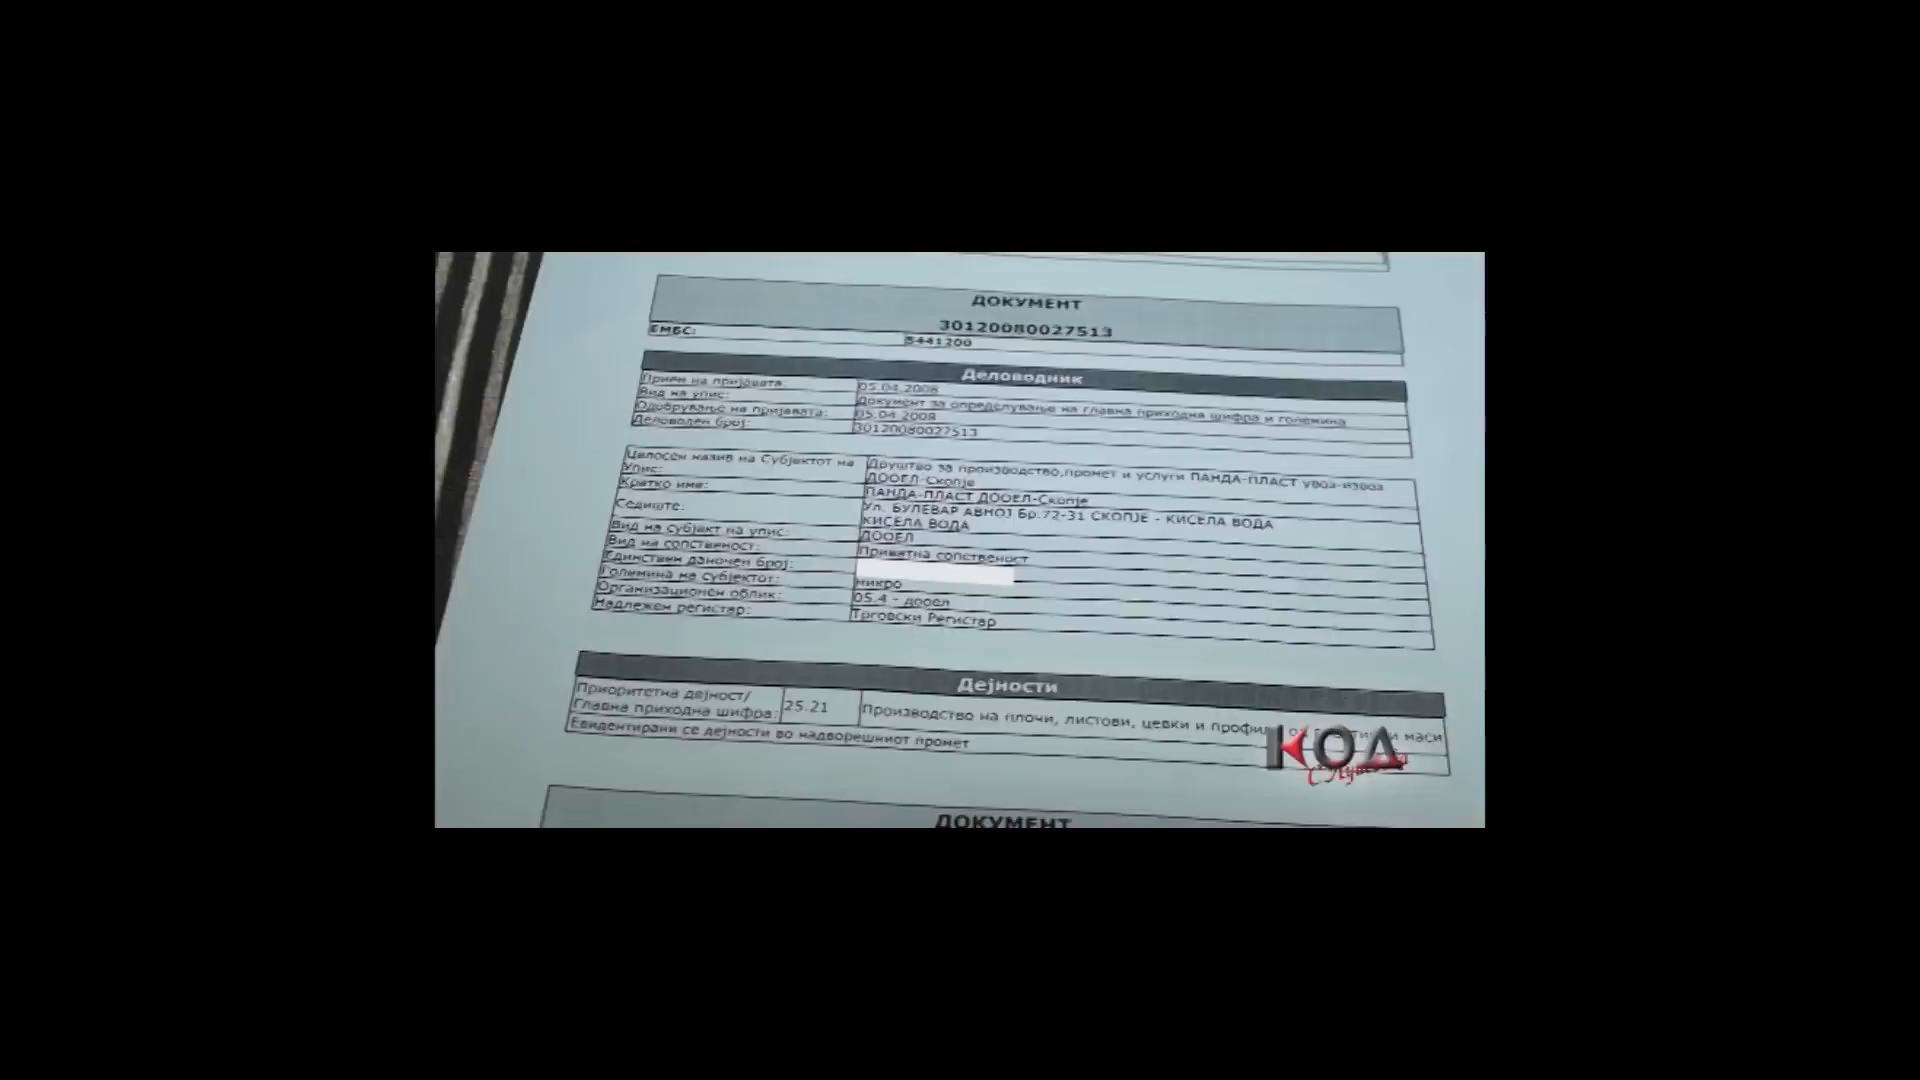 ДОКУМЕНТ
30120080027513
ЕМБС: 5441200
Деловодник
Прием на пријавата: 05.04.2008
Вид на упис: Документ за определување на главна приходна шифра и големина
Одобрување на пријавата: 05.04.2008
Деловоден број: 30120080027513
Целосен назив на Субјектот на Упис: Друштво за производство,промет и услуги ПАНДА-ПЛАСТ увоз-извоз ДООЕЛ-Скопје
Кратко име: ПАНДА-ПЛАСТ ДООЕЛ-Скопје
Седиште: Ул. БУЛЕВАР АВНОЈ Бр.72-31 СКОПЈЕ - КИСЕЛА ВОДА
КИСЕЛА ВОДА
Вид на субјект на упис: ДООЕЛ
Вид на сопственост: Приватна сопственост
Единствен даночен број:
Големина на субјектот: микро
Организационен облик: 05.4 - дооел
Надлежен регистар: Трговски Регистар
Дејности
Приоритетна дејност/
Главна приходна шифра: 25.21 Производство на плочи, листови, цевки и маси
Евидентирани се дејности во надворешниот промет
КОД
ДОКУМЕНТ